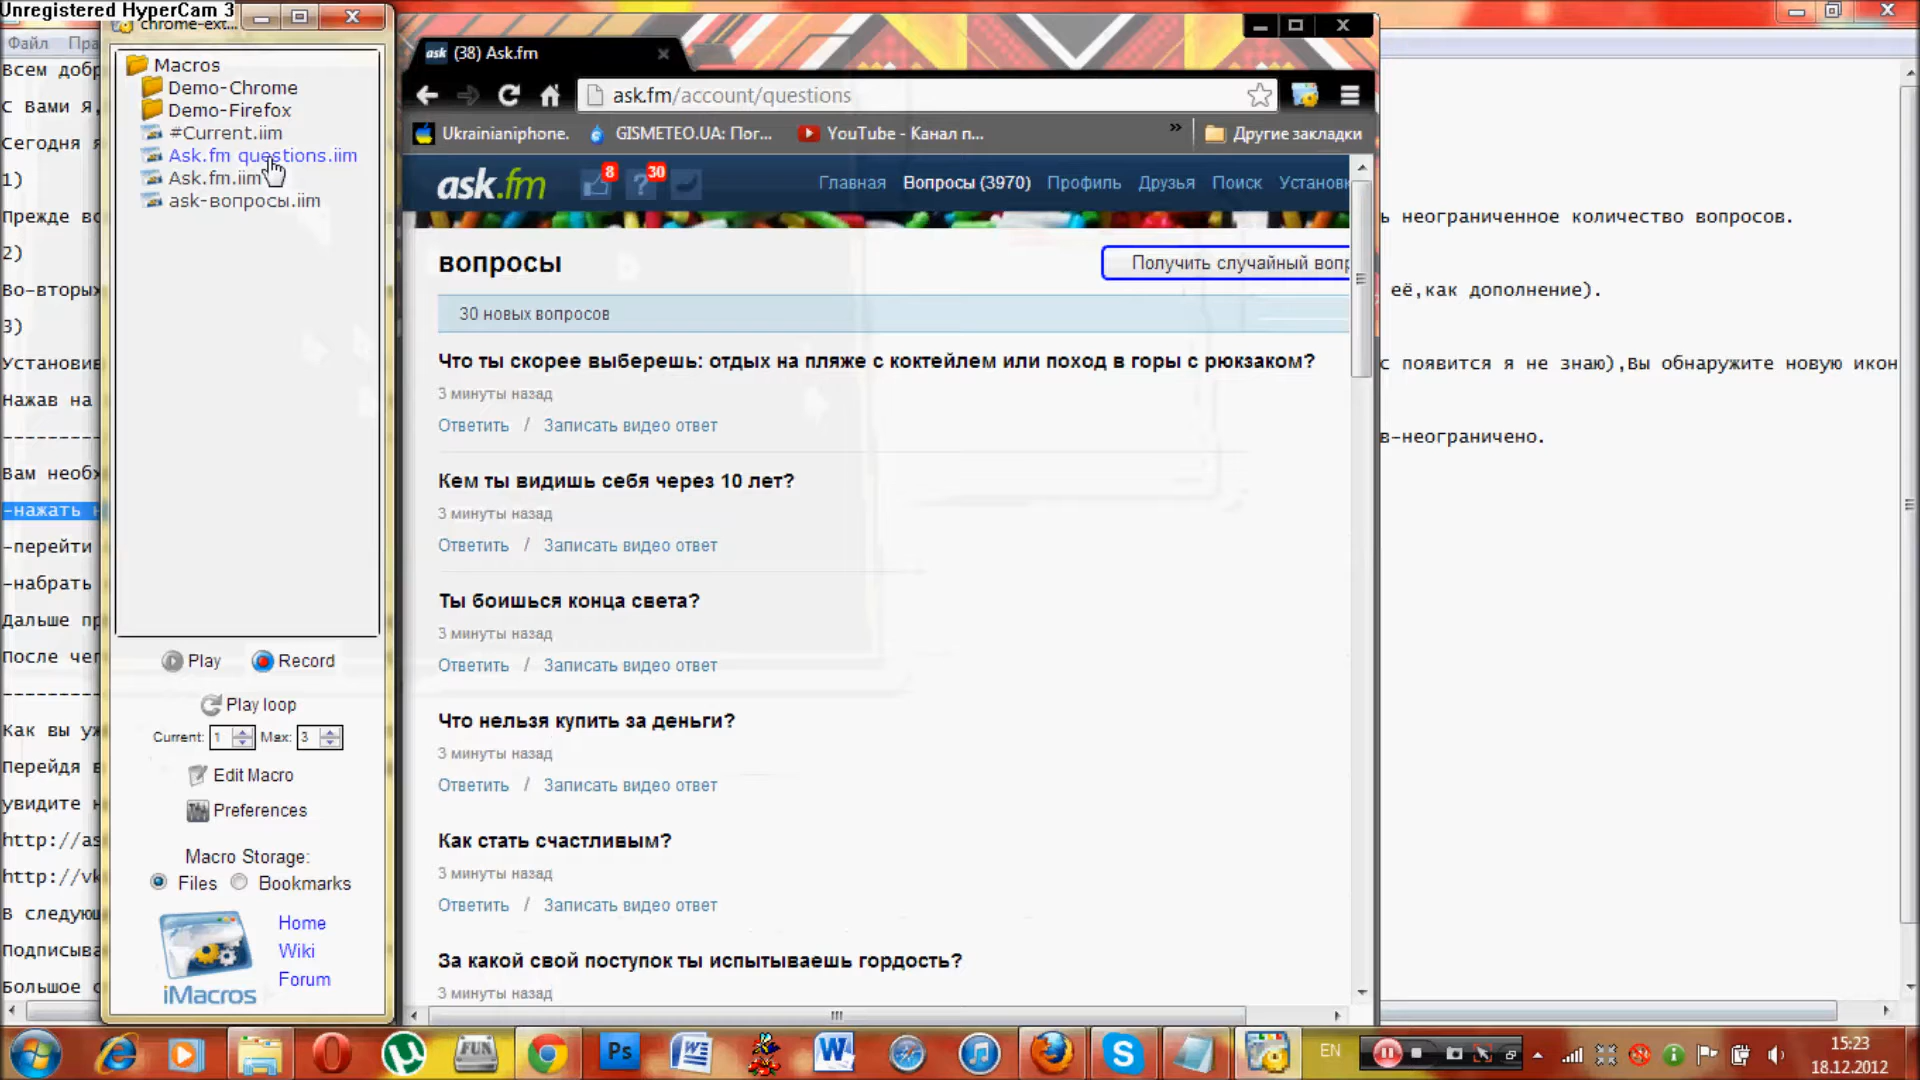 Unregistered HyperCam 3
chrome-ext...
Файл
Macros
Demo-Chrome
Demo-Firefox
#Current.iim
Ask.fm questions.iim
Ask.fm.iim
ask-вопросы.iim
Play
Record
Play loop
Current: 1 Max: 3
Edit Macro
Preferences
Macro Storage:
Files Bookmarks
iMacros
Home
Wiki
Forum
ask (38) Ask.fm
ask.fm/account/questions
Ukrainianiphone.
GISMETEO.UA: Пог...
YouTube - Канал п...
»
Другие закладки
ask.fm
8
30
Главная Вопросы (3970) Профиль Друзья Поиск Установк
вопросы
Получить случайный вопр
30 новых вопросов
Что ты скорее выберешь: отдых на пляже с коктейлем или поход в горы с рюкзаком?
3 минуты назад
Ответить / Записать видео ответ
Кем ты видишь себя через 10 лет?
3 минуты назад
Ответить / Записать видео ответ
Ты боишься конца света?
3 минуты назад
Ответить / Записать видео ответ
Что нельзя купить за деньги?
3 минуты назад
Ответить / Записать видео ответ
Как стать счастливым?
3 минуты назад
Ответить / Записать видео ответ
За какой свой поступок ты испытываешь гордость?
3 минуты назад
Всем добр
С Вами я,
Сегодня я
1)
Прежде вс
ь неограниченное количество вопросов.
2)
Во-вторых
её,как дополнение).
3)
Установив
с появится я не знаю),Вы обнаружите новую икон
Нажав на
в-неограничено.
Вам необх
-нажать н
-перейти
-набрать
Дальше пр
После чег
Как вы уж
Перейдя в
увидите н
http://as
http://vk
В следующ
Подписыва
Большое с
FUN
Ps
EN
15:23
18.12.2012